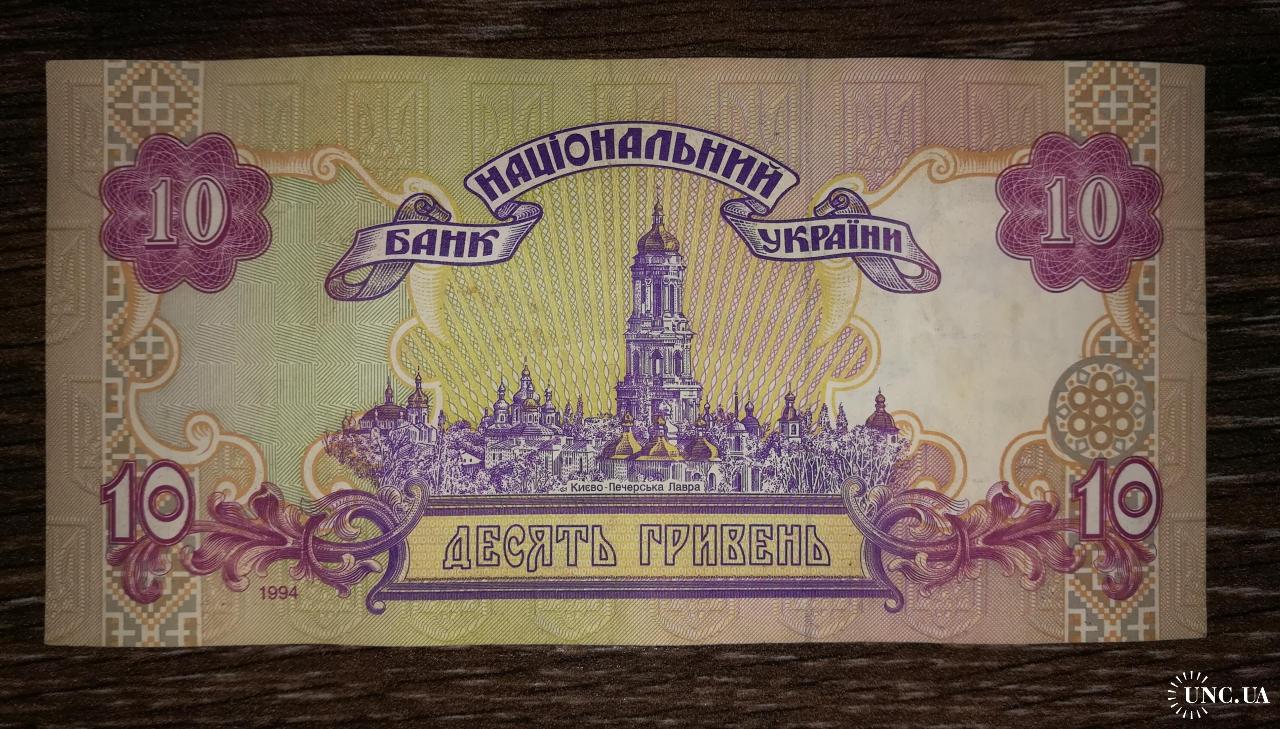 НАЦІОНАЛЬНИЙ
БАНК УКРАЇНИ
10 10
Києво-Печерська Лавра
10 10
ДЕСЯТЬ ГРИВЕНЬ
1994
UNC.UA